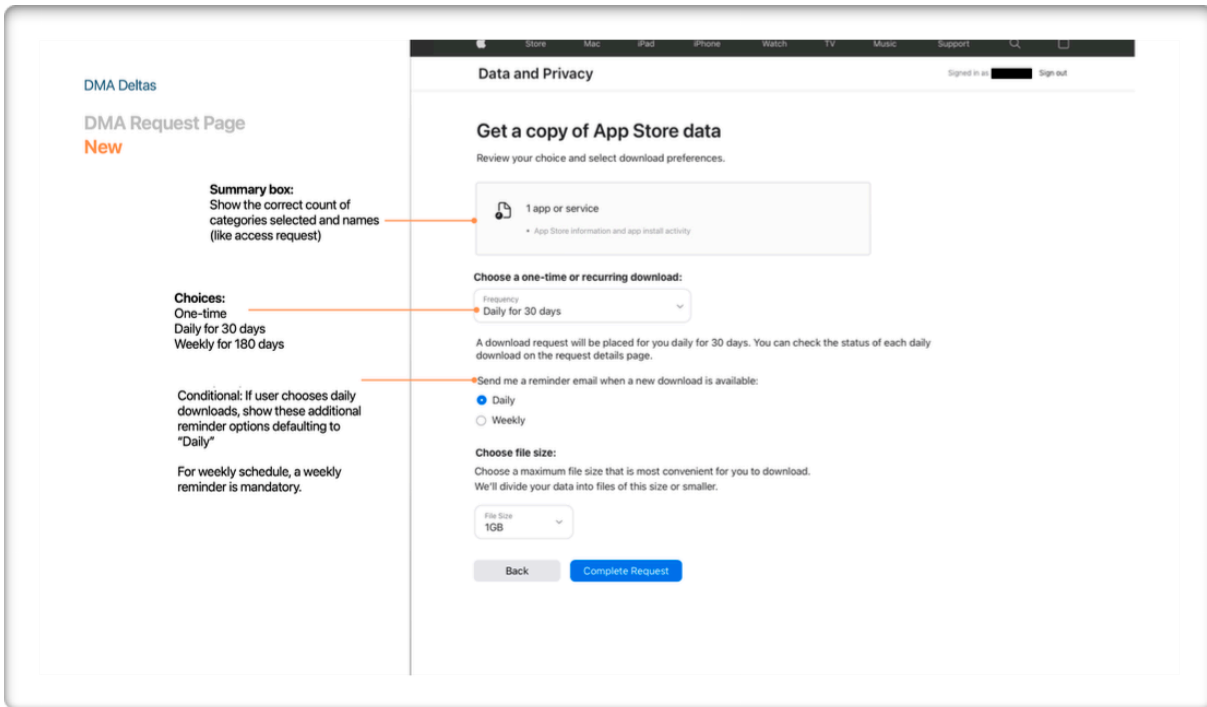 Store Mac iPad iPhone Watch TV Music Support
Data and Privacy
Signed in as
Sign out
DMA Deltas
DMA Request Page
New
Get a copy of App Store data
Review your choice and select download preferences.
Summary box:
Show the correct count of
categories selected and names
(like access request)
1 app or service
• App Store information and app install activity
Choose a one-time or recurring download:
Choices:
One-time
Daily for 30 days
Weekly for 180 days
Frequency
Daily for 30 days
A download request will be placed for you daily for 30 days. You can check the status of each daily
download on the request details page.
Conditional: If user chooses daily
downloads, show these additional
reminder options defaulting to
“Daily”
For weekly schedule, a weekly
reminder is mandatory.
Send me a reminder email when a new download is available:
Daily
Weekly
Choose file size:
Choose a maximum file size that is most convenient for you to download.
We'll divide your data into files of this size or smaller.
File Size
1GB
Back
Complete Request